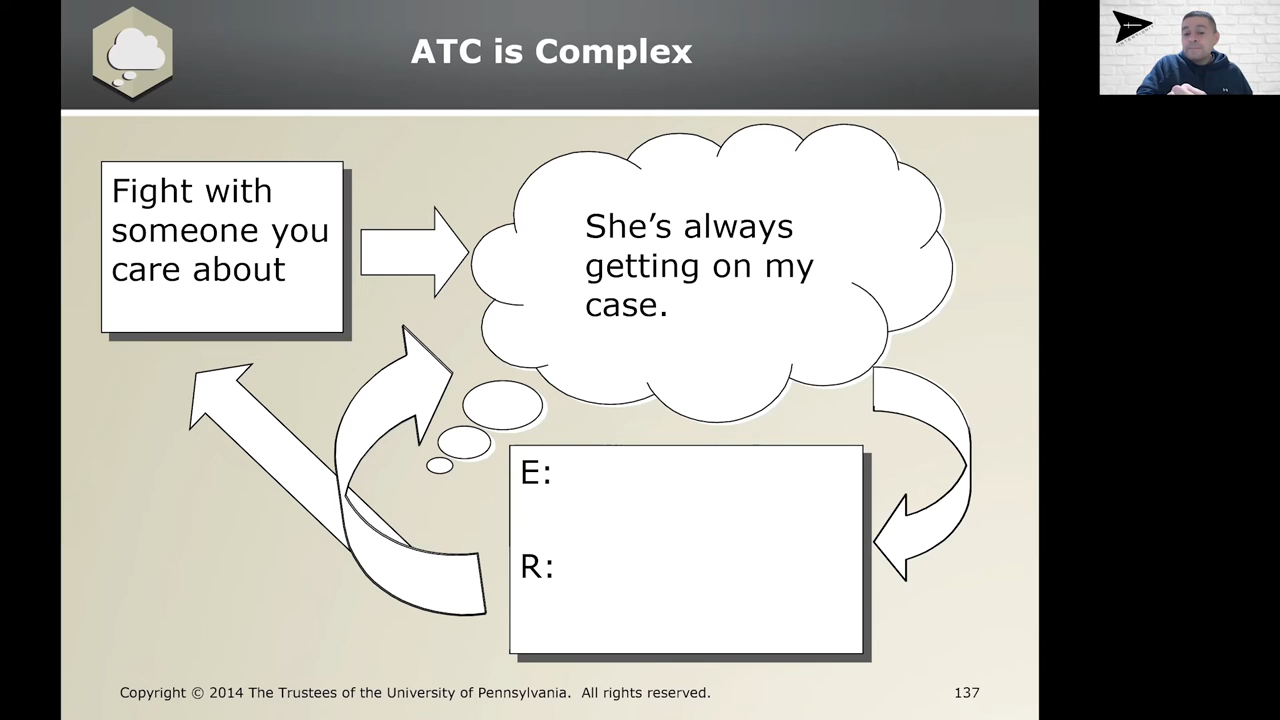 ATC is Complex
Fight with
someone you
care about
She’s always
getting on my
case.
E:
R:
Copyright © 2014 The Trustees of the University of Pennsylvania. All rights reserved.
137